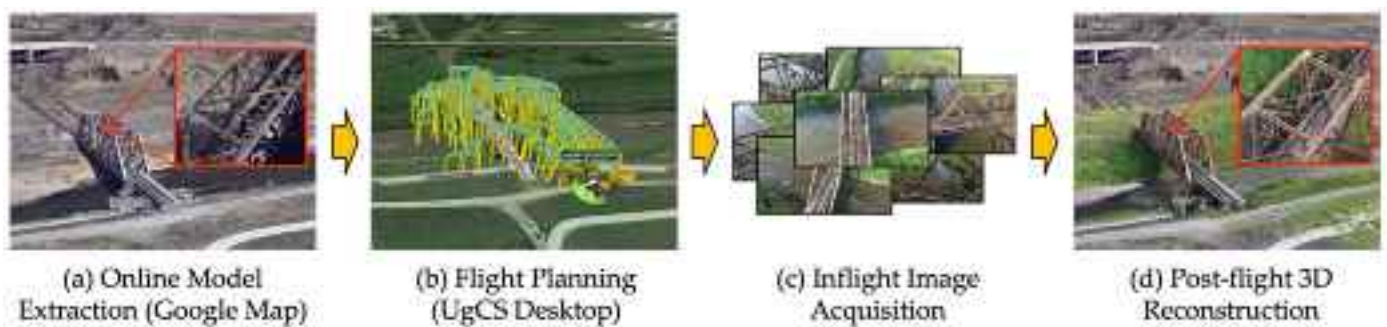 (a) Online Model
Extraction (Google Map)
(b) Flight Planning
(UgCS Desktop)
(c) Inflight Image
Acquisition
(d) Post-flight 3D
Reconstruction